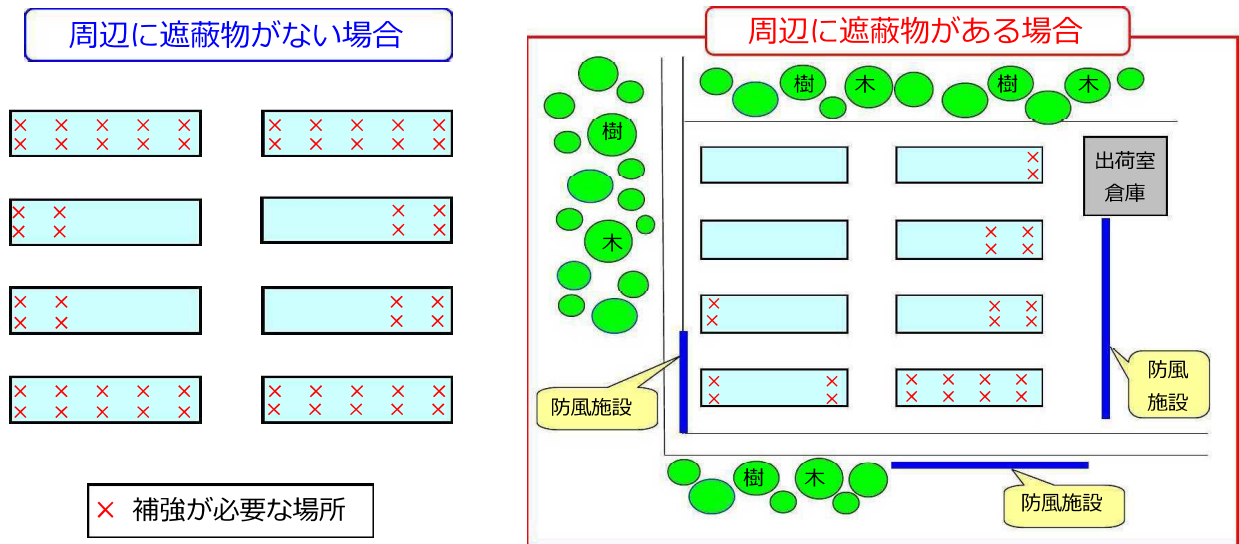 周辺に遮蔽物がない場合
× 補強が必要な場所
周辺に遮蔽物がある場合
樹 木 樹 木
樹
木
出荷室
倉庫
防風施設
防風
施設
樹 木
防風施設